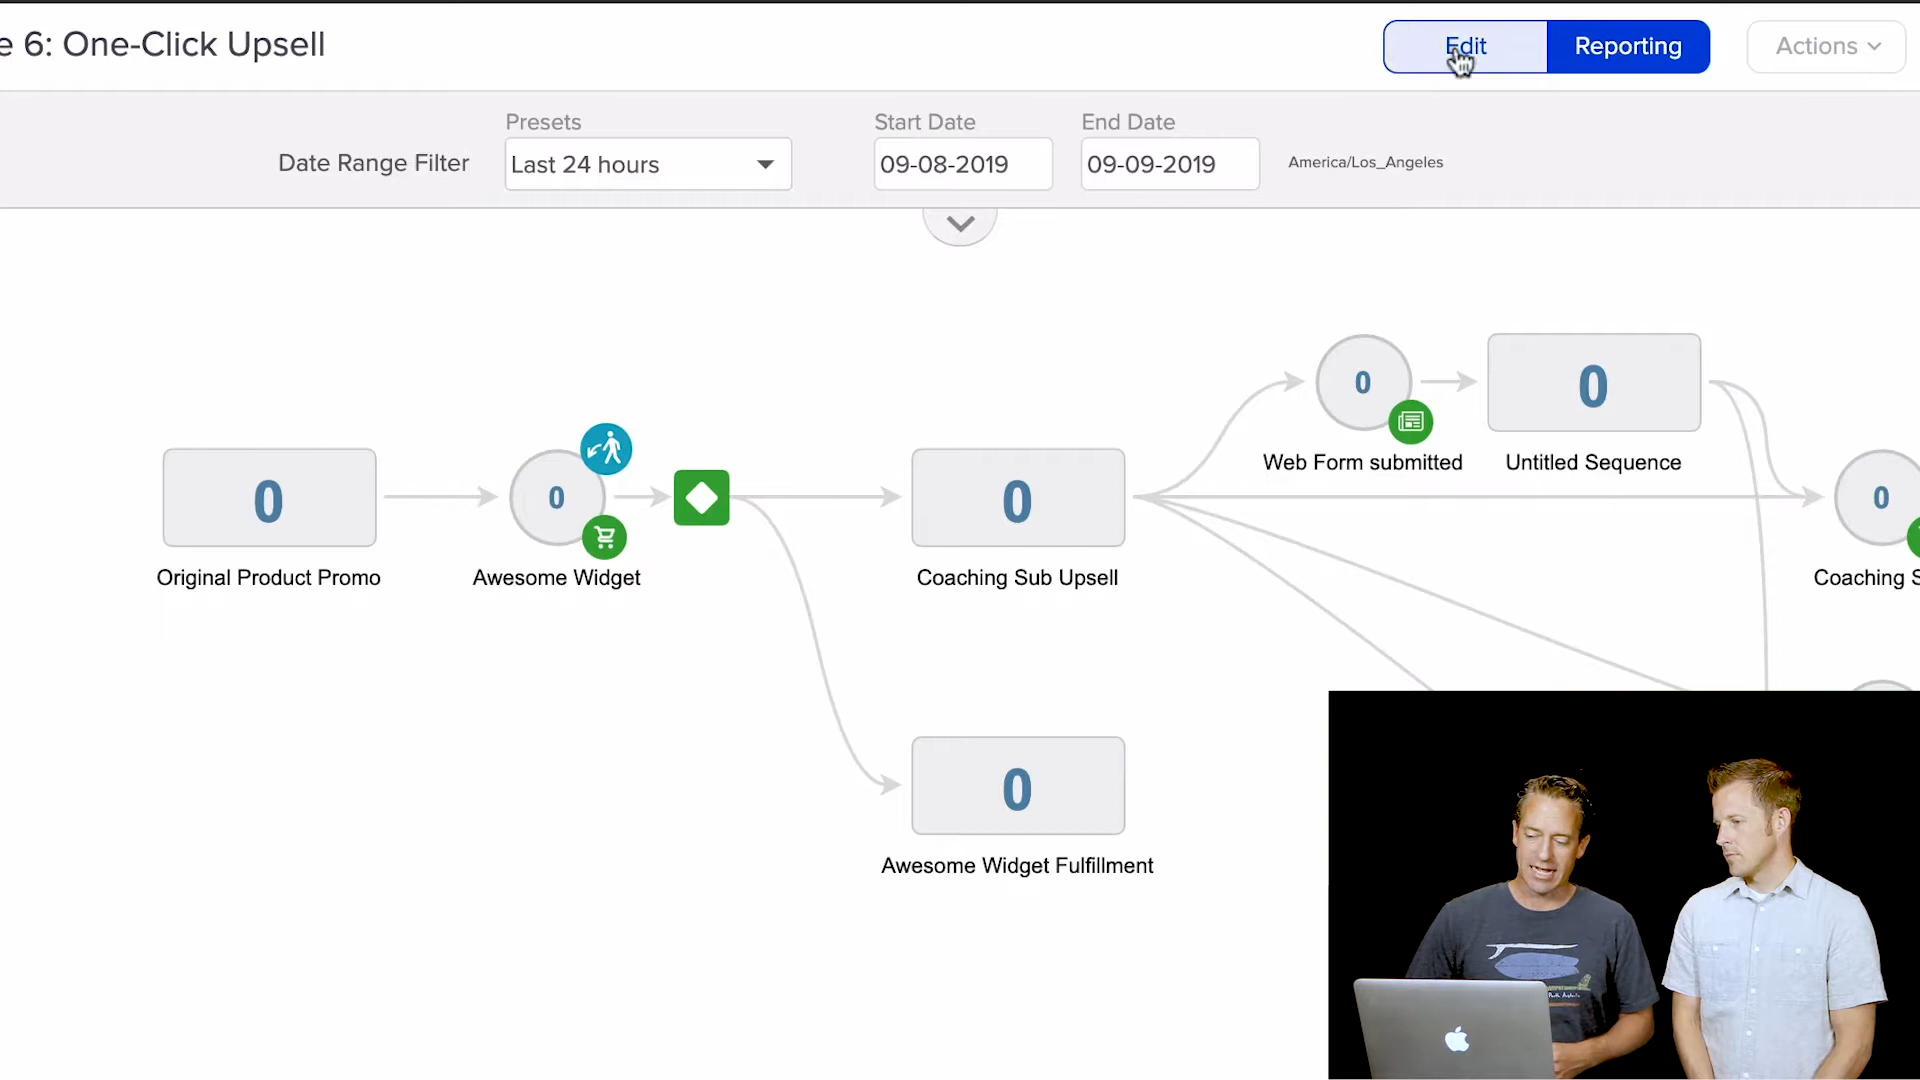 e 6: One-Click Upsell
Edit
Reporting
Actions
Presets
Start Date
End Date
Date Range Filter
Last 24 hours
09-08-2019
09-09-2019
America/Los_Angeles
0
0
Web Form submitted
Untitled Sequence
0
0
0
0
Original Product Promo
Awesome Widget
Coaching Sub Upsell
Coaching S
0
Awesome Widget Fulfillment